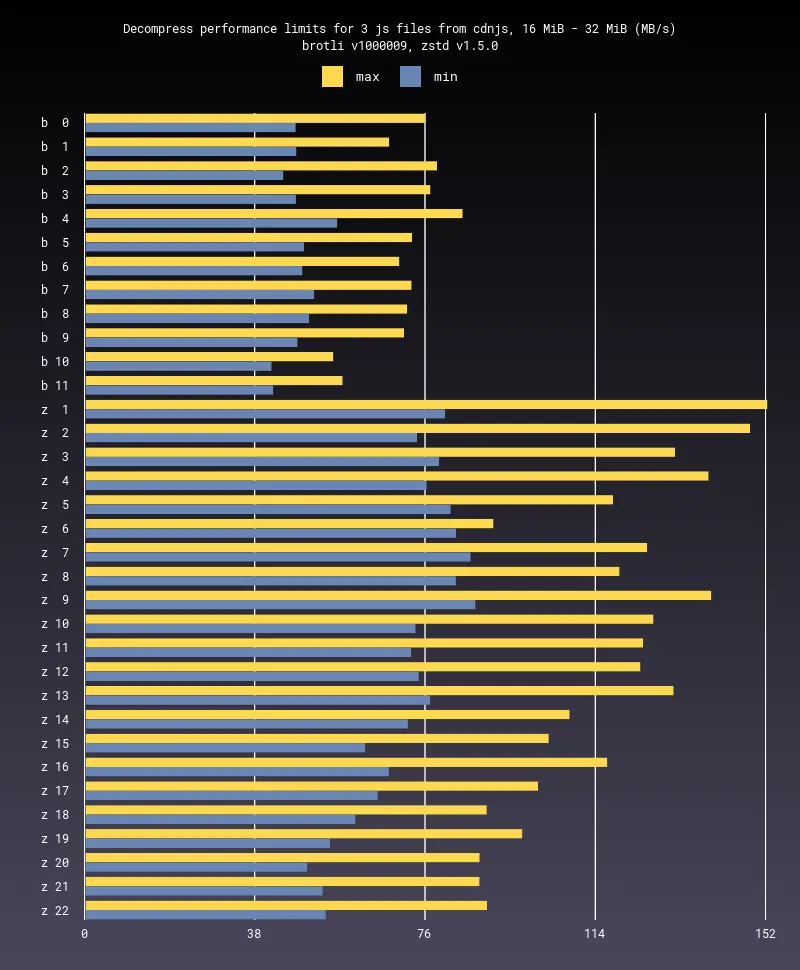 Decompress performance limits for 3 js files from cdnjs, 16 MiB - 32 MiB (MB/s)
brotli v1000009, zstd v1.5.0
max min
b 0
b 1
b 2
b 3
b 4
b 5
b 6
b 7
b 8
b 9
b 10
b 11
z 1
z 2
z 3
z 4
z 5
z 6
z 7
z 8
z 9
z 10
z 11
z 12
z 13
z 14
z 15
z 16
z 17
z 18
z 19
z 20
z 21
z 22
0 38 76 114 152